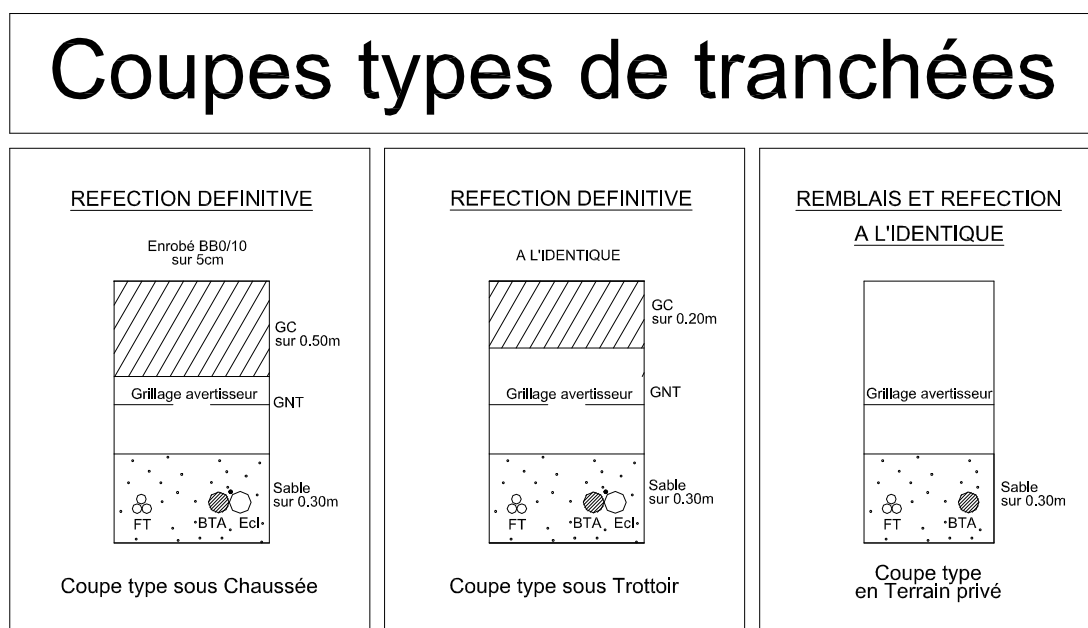 Coupes types de tranchées
REFECTION DEFINITIVE
Enrobé BB0/10
sur 5cm
GC
sur 0.50m
Grillage avertisseur
GNT
Sable
sur 0.30m
FT
BTA
Ecl
Coupe type sous Chaussée
REFECTION DEFINITIVE
A L'IDENTIQUE
GC
sur 0.20m
Grillage avertisseur
GNT
Sable
sur 0.30m
FT
BTA
Ecl
Coupe type sous Trottoir
REMBLAIS ET REFECTION
A L'IDENTIQUE
Grillage avertisseur
Sable
sur 0.30m
FT
BTA
Coupe type
en Terrain privé